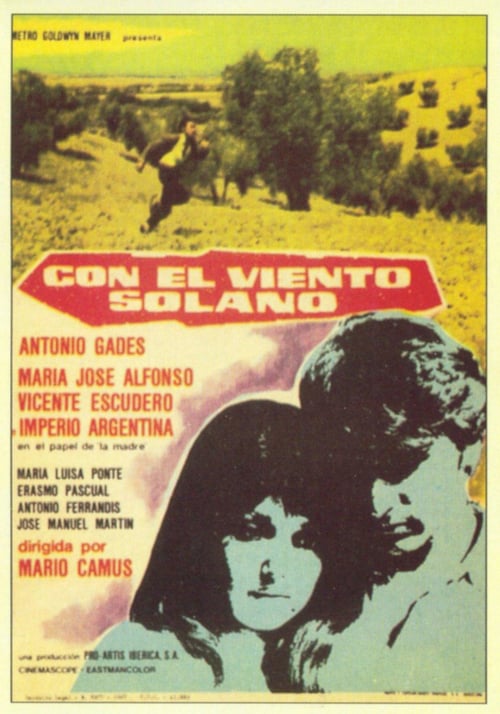 METRO GOLDWYN MAYER presenta
CON EL VIENTO
SOLANO
ANTONIO GADES
MARIA JOSE ALFONSO
VICENTE ESCUDERO
IMPERIO ARGENTINA
en el papel de 'la madre'
MARIA LUISA PONTE
ERASMO PASCUAL
ANTONIO FERRANDIS
JOSE MANUEL MARTIN
dirigida por
MARIO CAMUS
una producción PRO-ARTIS IBERICA, S.A.
CINEMASCOPE - EASTMANCOLOR